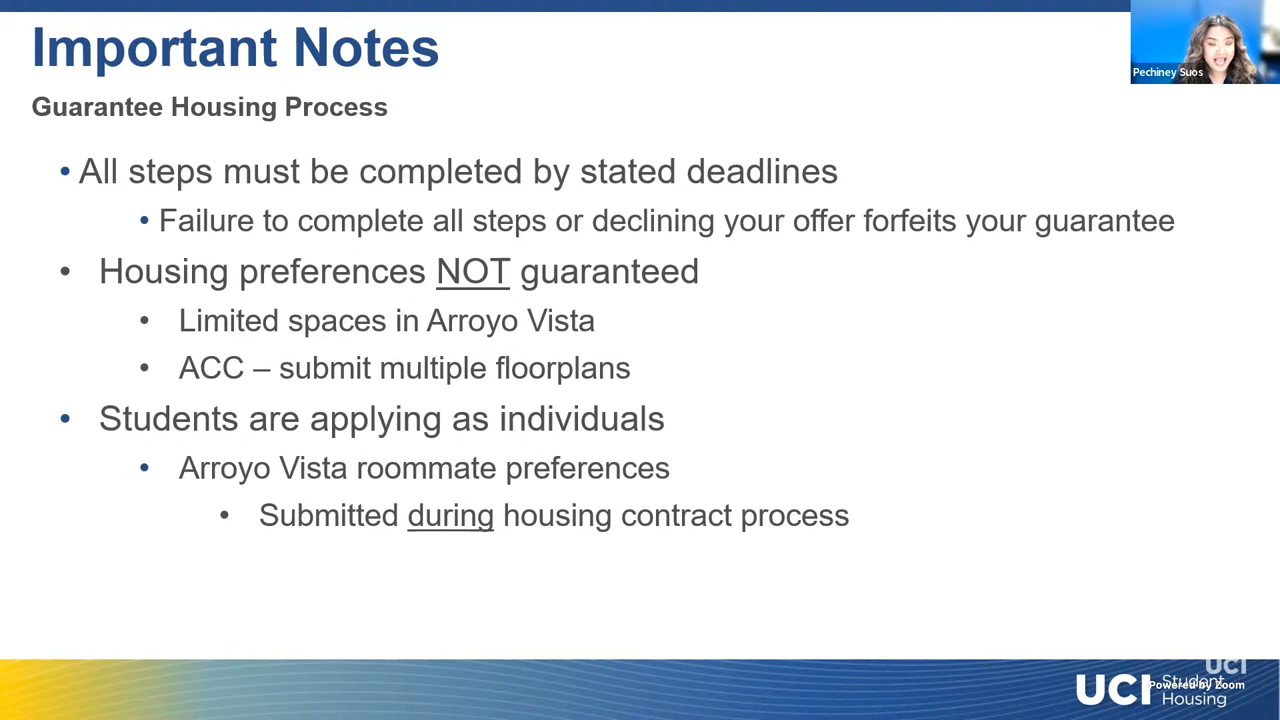 Important Notes
Pechiney Suos
Guarantee Housing Process
• All steps must be completed by stated deadlines
• Failure to complete all steps or declining your offer forfeits your guarantee
• Housing preferences NOT guaranteed
• Limited spaces in Arroyo Vista
• ACC – submit multiple floorplans
• Students are applying as individuals
• Arroyo Vista roommate preferences
• Submitted during housing contract process
UCI
UCI Student
Housing
Powered by Zoom